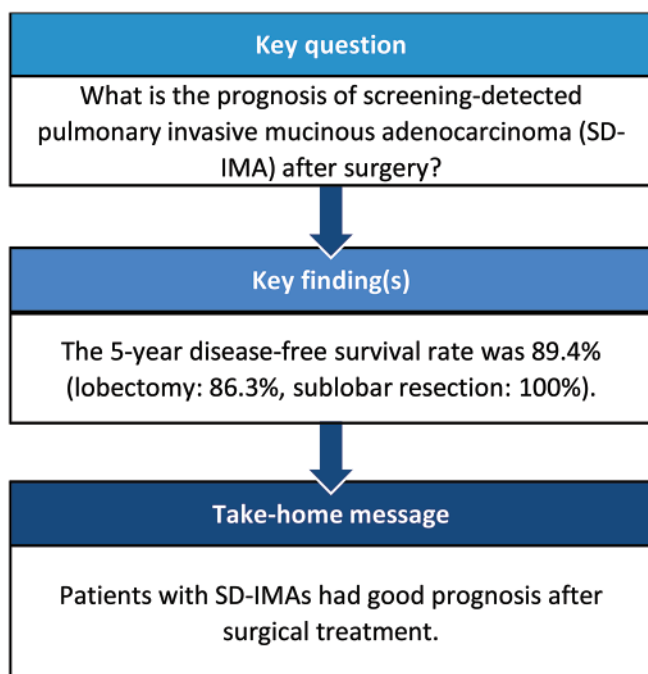 Key question
What is the prognosis of screening-detected
pulmonary invasive mucinous adenocarcinoma (SD-
IMA) after surgery?
Key finding(s)
The 5-year disease-free survival rate was 89.4%
(lobectomy: 86.3%, sublobar resection: 100%).
Take-home message
Patients with SD-IMAs had good prognosis after
surgical treatment.